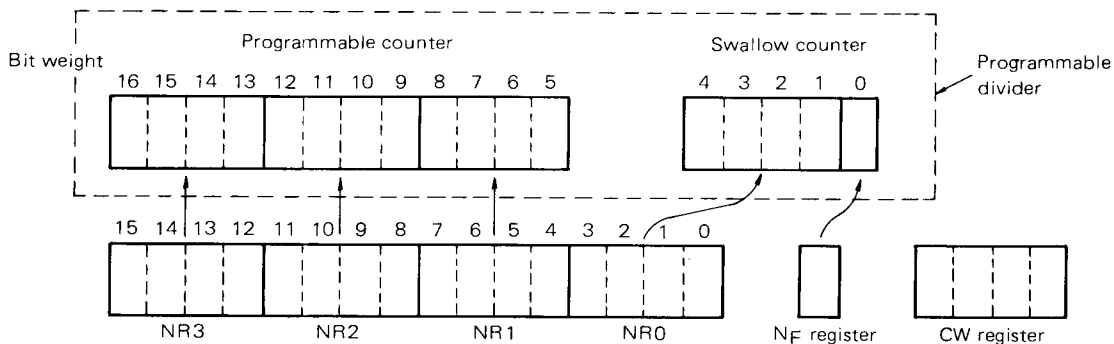 Programmable counter
Swallow counter
Bit weight
Programmable
divider
16 15 14 13 12 11 10 9 8 7 6 5
4 3 2 1 0
15 14 13 12 11 10 9 8 7 6 5 4 3 2 1 0
NR3 NR2 NR1 NR0 NF register CW register